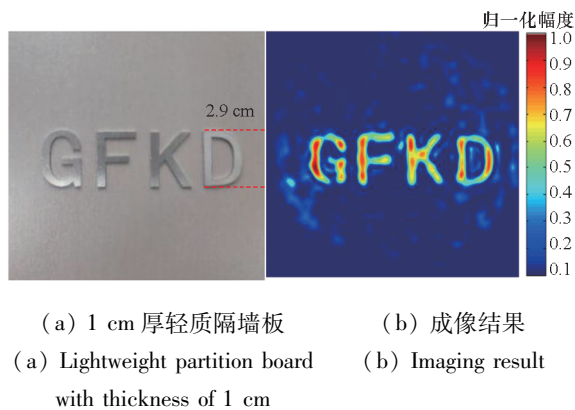 归一化幅度
1.0
0.9
0.8
0.7
0.6
0.5
0.4
0.3
0.2
0.1
2.9 cm
GFKD
GFKD
(a) 1 cm 厚轻质隔墙板
(b) 成像结果
(a) Lightweight partition board
with thickness of 1 cm
(b) Imaging result